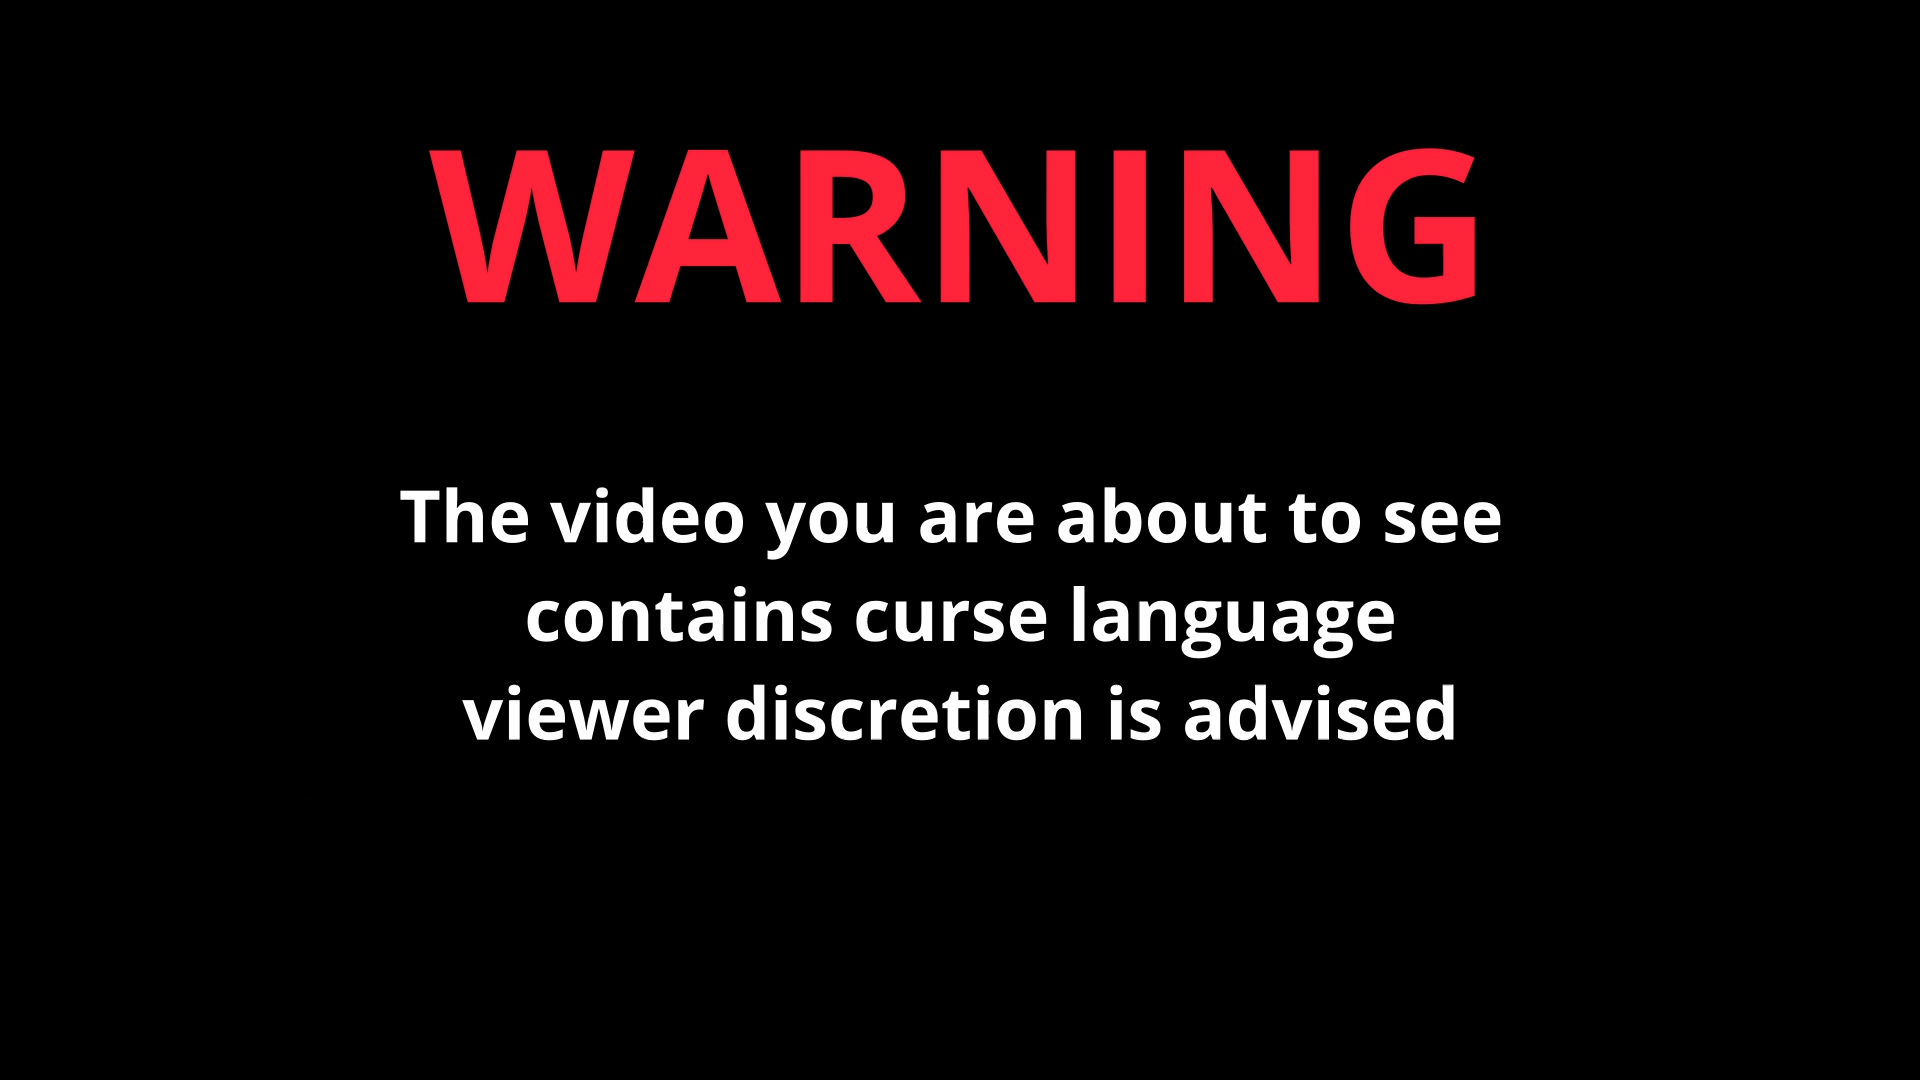 WARNING
The video you are about to see
contains curse language
viewer discretion is advised